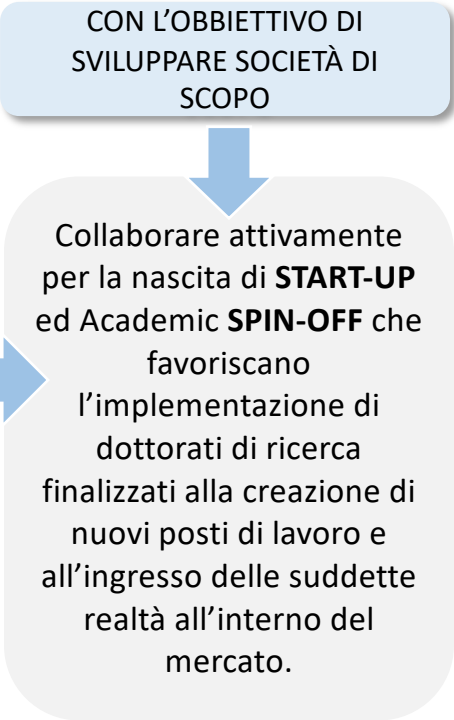 CON L’OBBIETTIVO DI
SVILUPPARE SOCIETÀ DI
SCOPO
Collaborare attivamente
per la nascita di START-UP
ed Academic SPIN-OFF che
favoriscano
l’implementazione di
dottorati di ricerca
finalizzati alla creazione di
nuovi posti di lavoro e
all’ingresso delle suddette
realtà all’interno del
mercato.